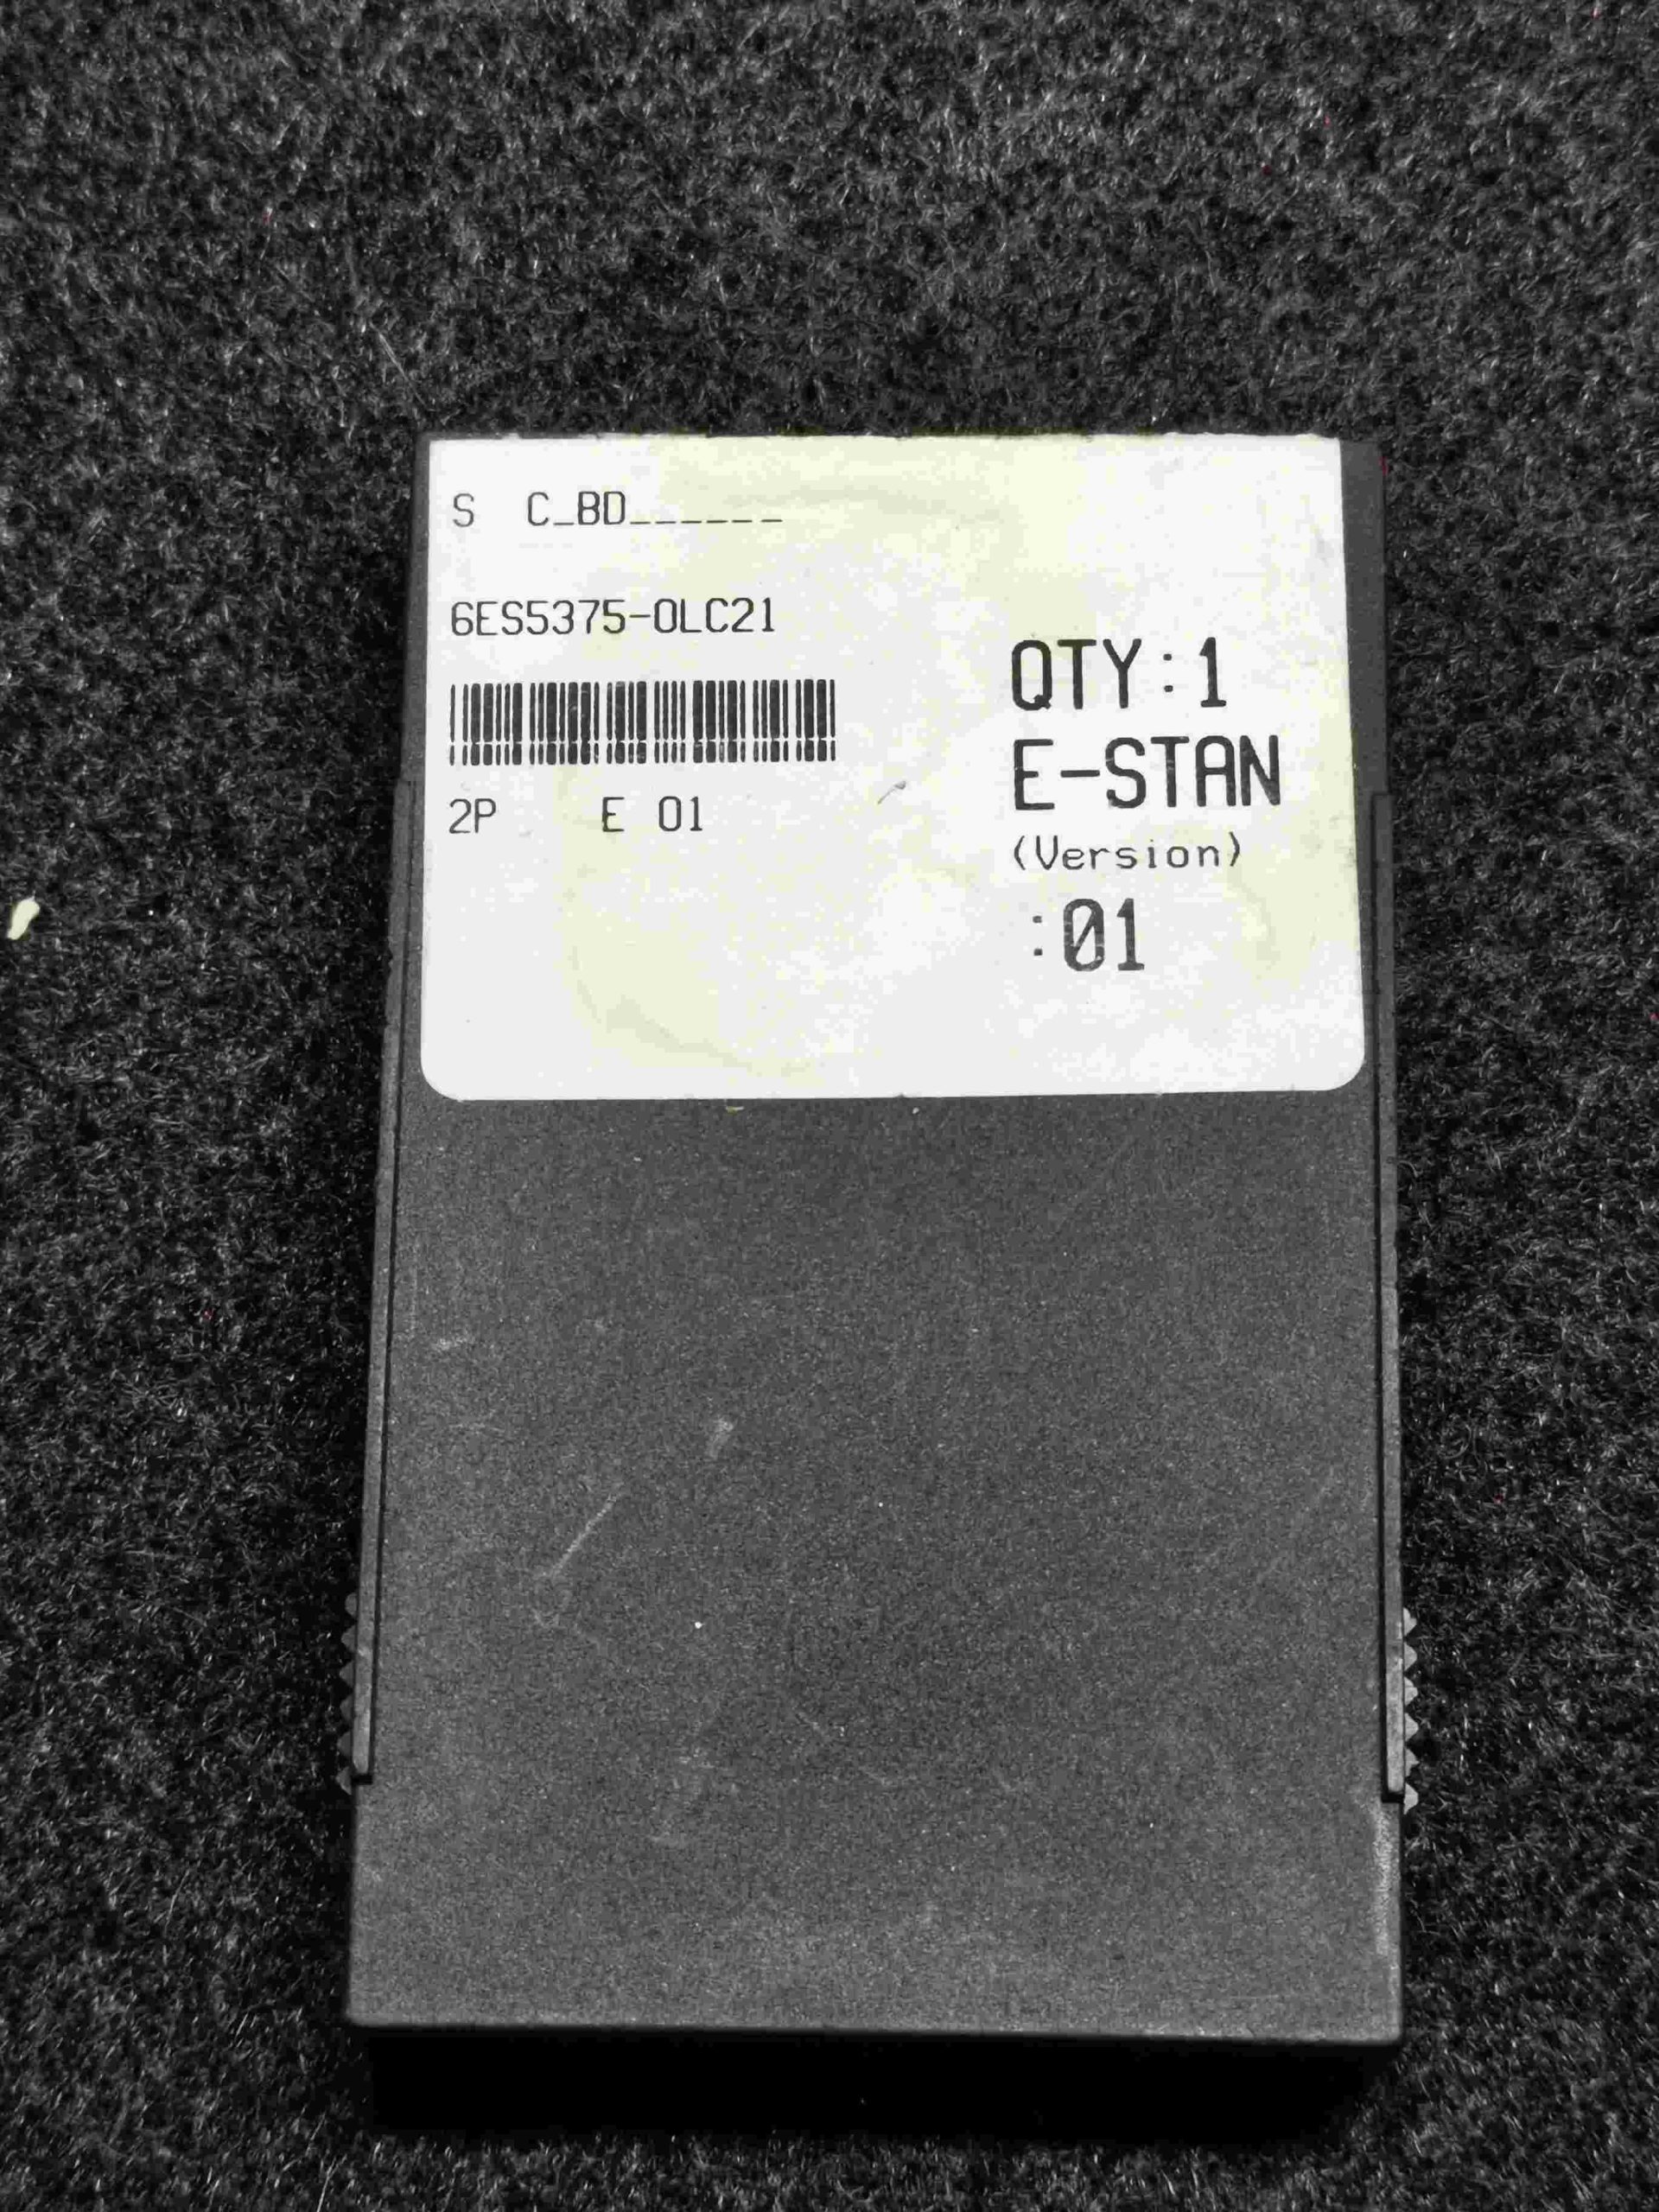 S C_BD______
6ES5375-0LC21
2P E 01
QTY:1
E-STAN
(Version)
:01